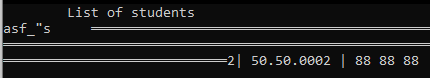 List of students
asf_"s
2| 50.50.0002 | 88 88 88